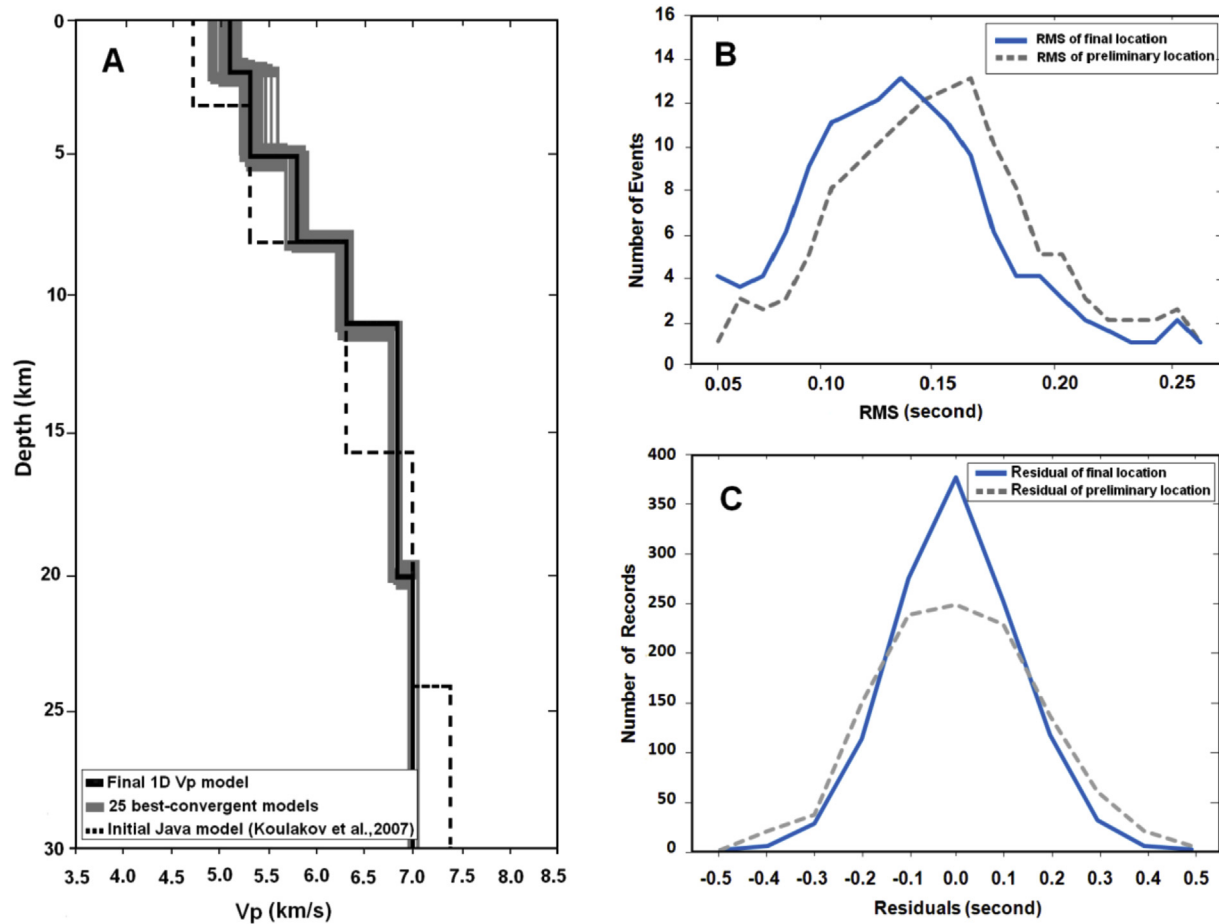 A
0
5
10
15
20
25
30
Depth (km)
Final 1D Vp model
25 best-convergent models
Initial Java model (Koulakov et al.,2007)
3.5 4.0 4.5 5.0 5.5 6.0 6.5 7.0 7.5 8.5
Vp (km/s)
B
RMS of final location
RMS of preliminary location
16
14
12
10
8
6
4
2
0
Number of Events
0.05 0.10 0.15 0.20 0.25
RMS (second)
C
Residual of final location
Residual of preliminary location
400
350
300
250
200
150
100
50
0
Number of Records
-0.5 -0.4 -0.3 -0.2 -0.1 0.0 0.1 0.2 0.3 0.4 0.5
Residuals (second)